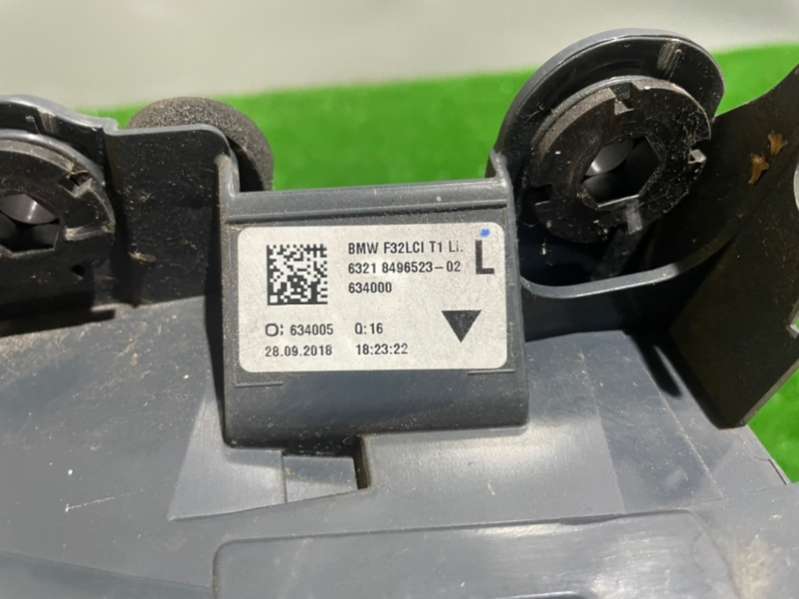 BMW F32LCI T1 Li.
6321 8496523-02 L
634000
O: 634005 Q: 16
28.09.2018 18:23:22